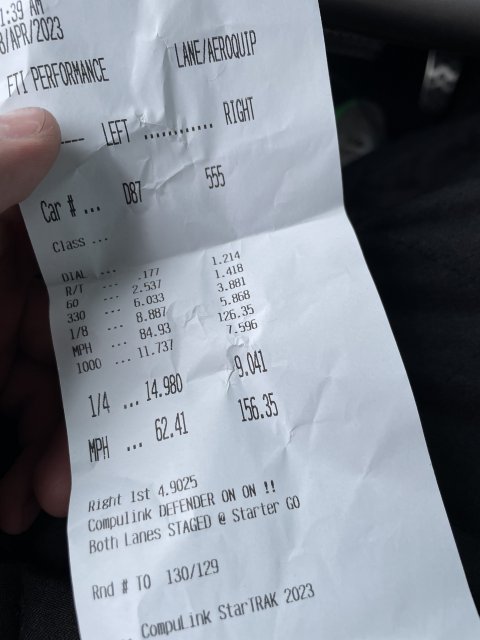 1:39 AM
8/APR/2023
FTI PERFORMANCE LANE/AEROQUIP
---- LEFT ............ RIGHT
Car # ... D87 555
Class ...
DIAL ...
R/T ... .177 1.214
60 ... 2.537 1.418
330 ... 6.033 3.881
1/8 ... 8.887 5.868
MPH ... 84.93 126.35
1000 ... 11.737 7.596
1/4 ... 14.980 9.041
MPH ... 62.41 156.35
Right 1st 4.9025
Compulink DEFENDER ON ON !!
Both Lanes STAGED @ Starter GO
Rnd # TO 130/129
CompuLink StarTRAK 2023